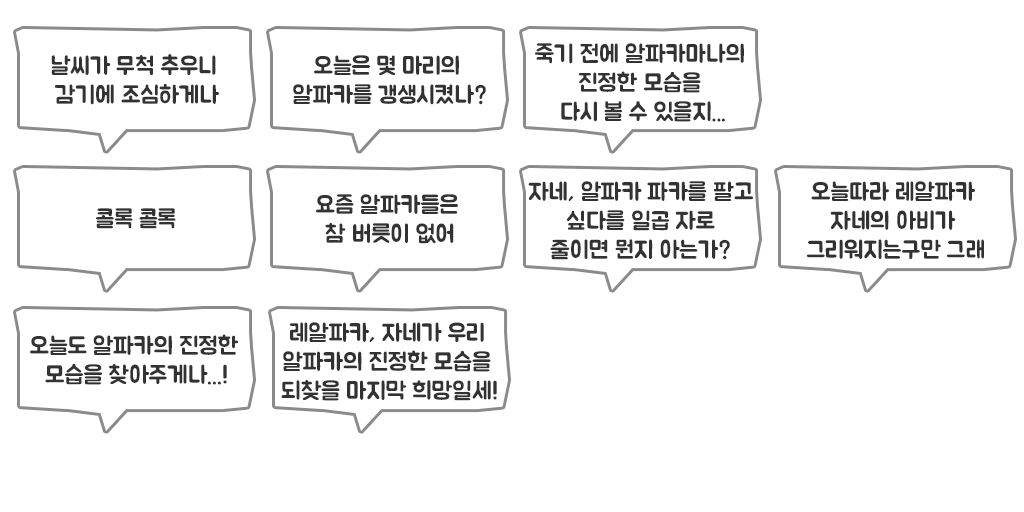 날씨가 무척 추우니
감기에 조심하게나
오늘은 몇 마리의
알파카를 갱생시켰나?
죽기 전에 알파카마나의
진정한 모습을
다시 볼 수 있을지...
콜록 콜록
요즘 알파카들은
참 버릇이 없어
자네, 알파카 파카를 팔고
싶다를 일곱 자로
줄이면 뭔지 아는가?
오늘따라 레알파카
자네의 아비가
그리워지는구만 그래
오늘도 알파카의 진정한
모습을 찾아주게나...!
레알파카, 자네가 우리
알파카의 진정한 모습을
되찾을 마지막 희망일세!